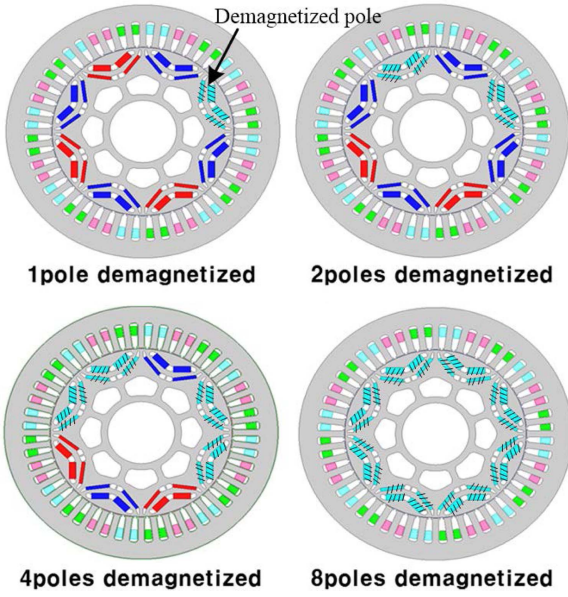 Demagnetized pole
1pole demagnetized
2poles demagnetized
4poles demagnetized
8poles demagnetized